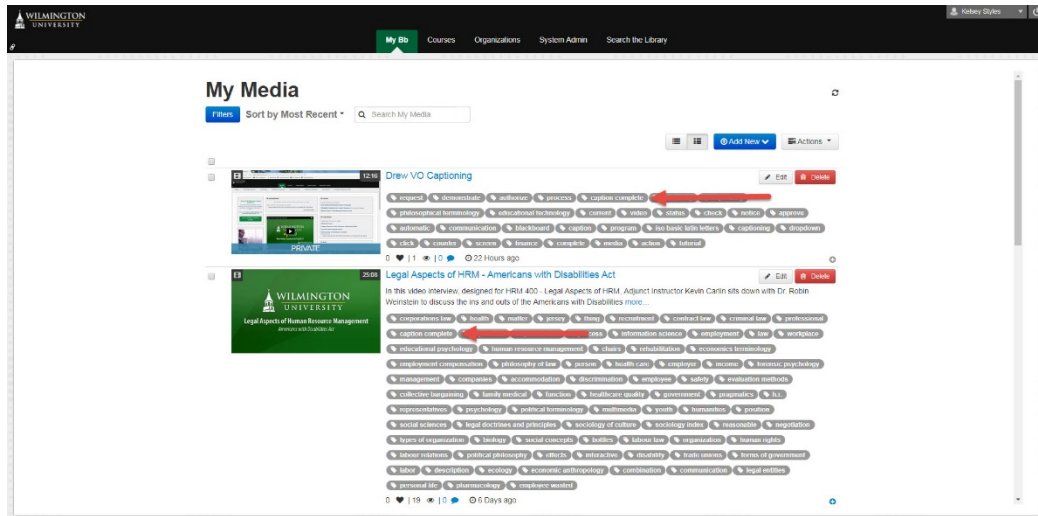 WILMINGTON
UNIVERSITY
Kelsey Styles
My Bb Courses Organizations System Admin Search the Library
My Media
Filters Sort by Most Recent Search My Media
Add New Actions
12:16 Drew VO Captioning Edit Delete
request demonstrate authorize process caption complete
philosophical terminology educational technology current video status check notice approve
automatic communication blackboard caption program iso basic latin letters captioning dropdown
click counter screen finance complete media action tutorial
PRIVATE
0 | 1 | 0 22 Hours ago
25:08 Legal Aspects of HRM - Americans with Disabilities Act Edit Delete
In this video interview, designed for HRM 400 - Legal Aspects of HRM, Adjunct Instructor Kevin Carlin sits down with Dr. Robin
Weinstein to discuss the ins and outs of the Americans with Disabilities more...
WILMINGTON
UNIVERSITY
Legal Aspects of Human Resource Management
Americans with Disabilities Act
corporations law health matter jersey thing recruitment contract law criminal law professional
caption complete information science employment law workplace
educational psychology human resource management chairs rehabilitation economics terminology
employment compensation philosophy of law person health care employer income forensic psychology
management companies accommodation discrimination employee safety evaluation methods
collective bargaining family medical function healthcare quality government pragmatics h.r.
representatives psychology political terminology multimedia youth humanities position
social sciences legal doctrines and principles sociology of culture sociology index reasonable negotiation
types of organization biology social concepts bottles labour law organization human rights
labour relations political philosophy effects interactive disability trade unions forms of government
labor description ecology economic anthropology combination communication legal entities
personal life pharmacology employee wanted
0 | 19 | 0 6 Days ago